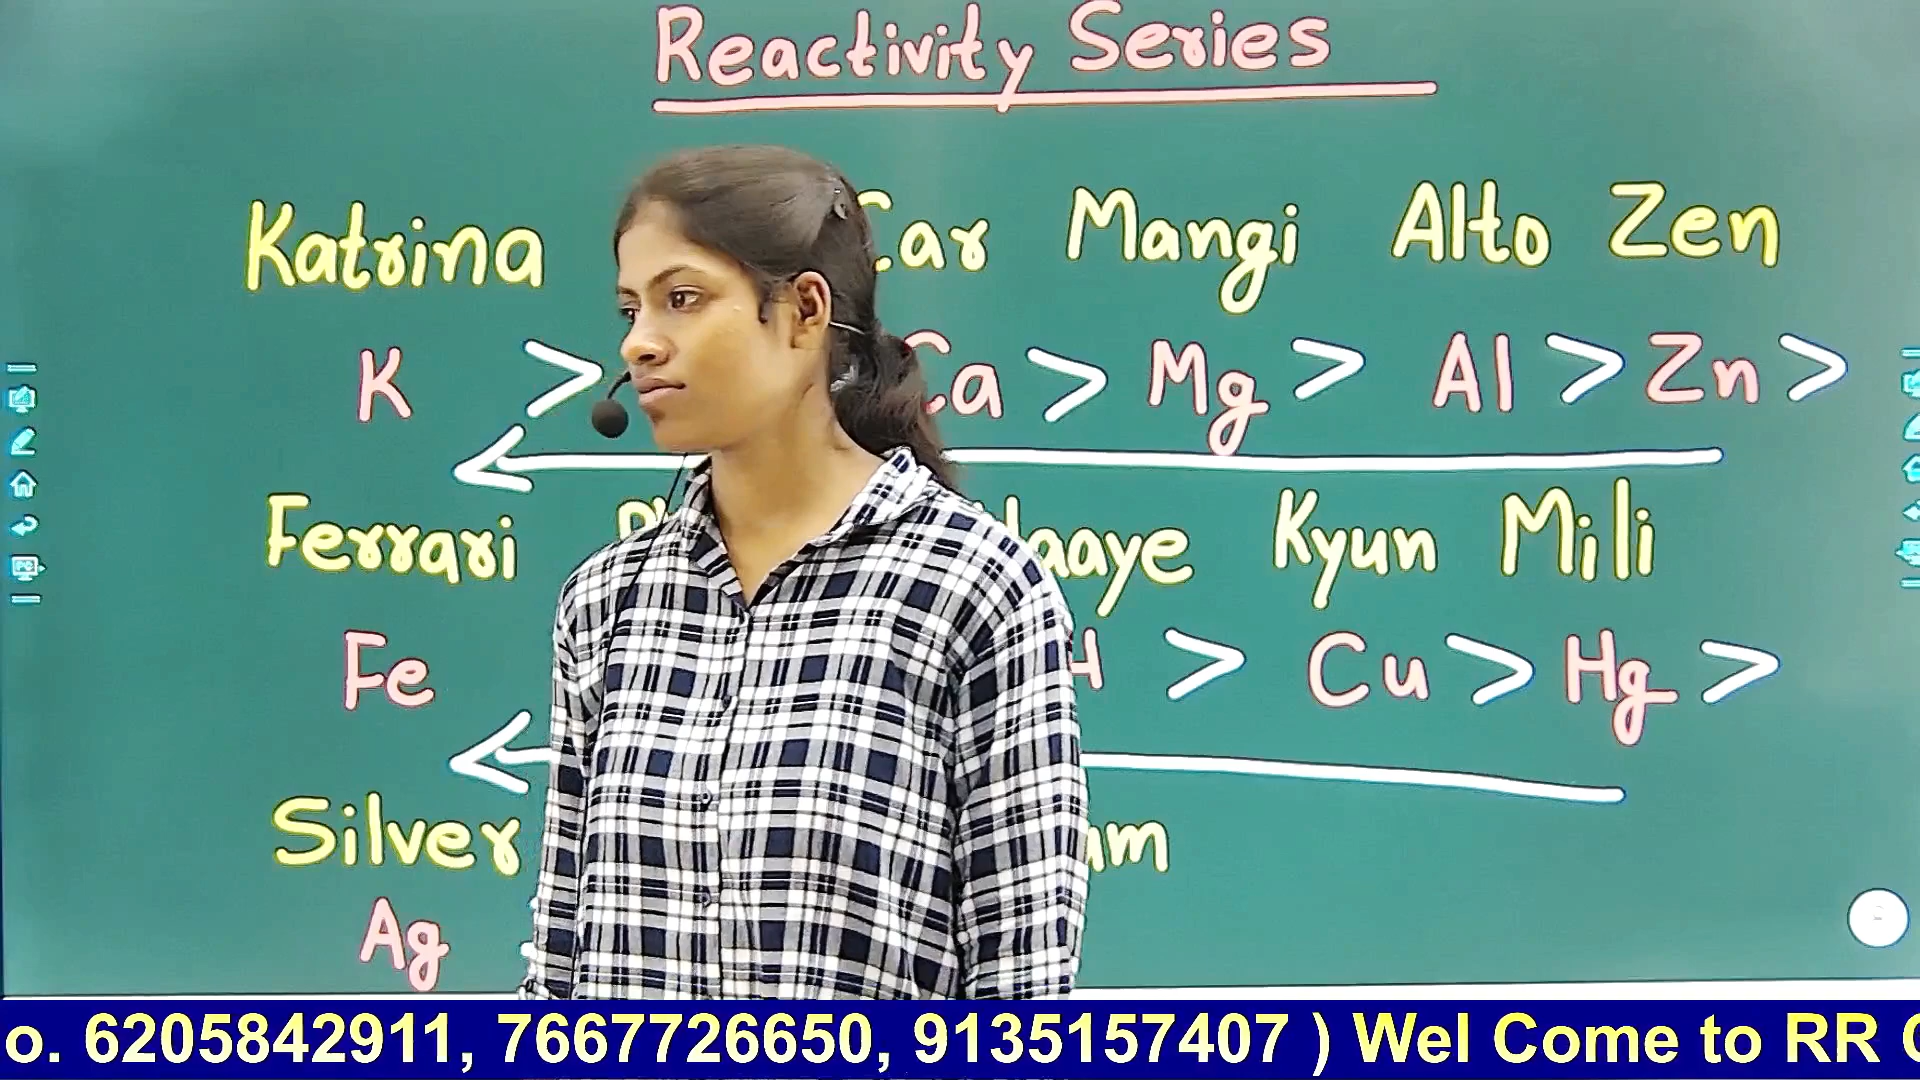 Reactivity Series
Katrina Car Mangi Alto Zen
K > Ca > Mg > Al > Zn >
Ferrari Kyun Mili
Fe H > Cu > Hg >
Silver
Ag
o. 6205842911, 7667726650, 9135157407 ) Wel Come to RR